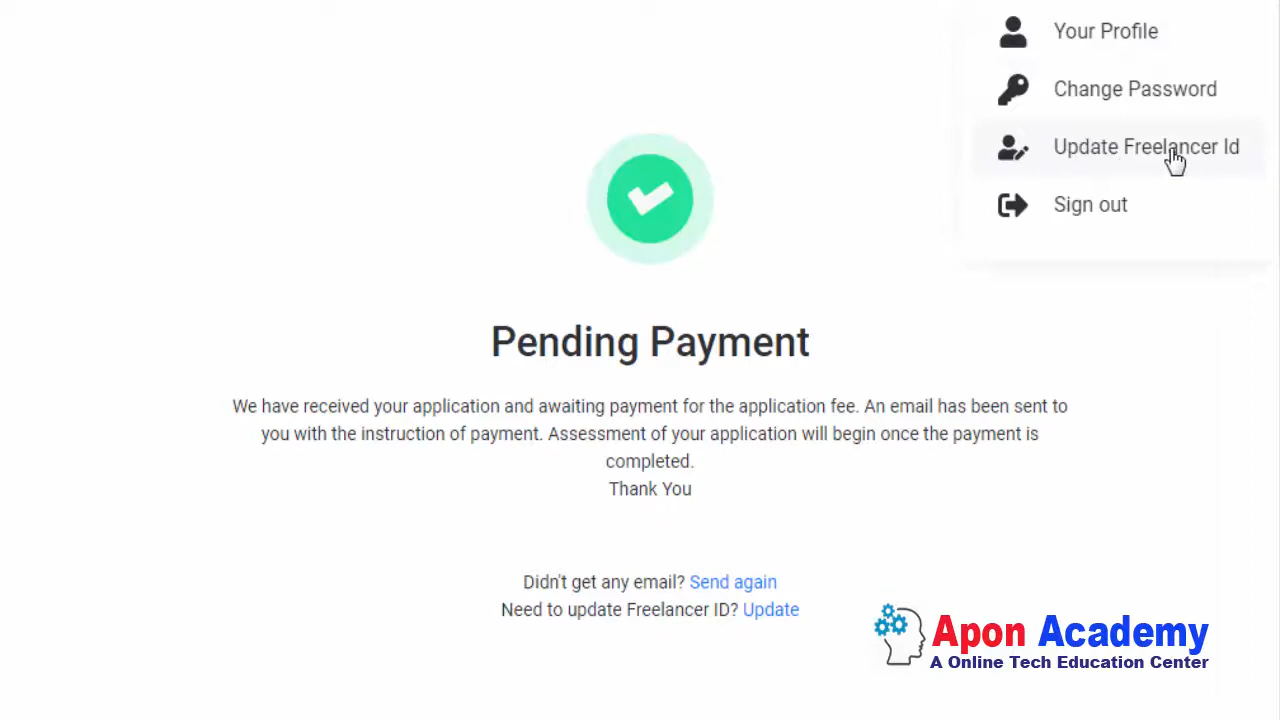 Your Profile
Change Password
Update Freelancer Id
Sign out
Pending Payment
We have received your application and awaiting payment for the application fee. An email has been sent to
you with the instruction of payment. Assessment of your application will begin once the payment is
completed.
Thank You
Didn't get any email? Send again
Need to update Freelancer ID? Update
Apon Academy
A Online Tech Education Center